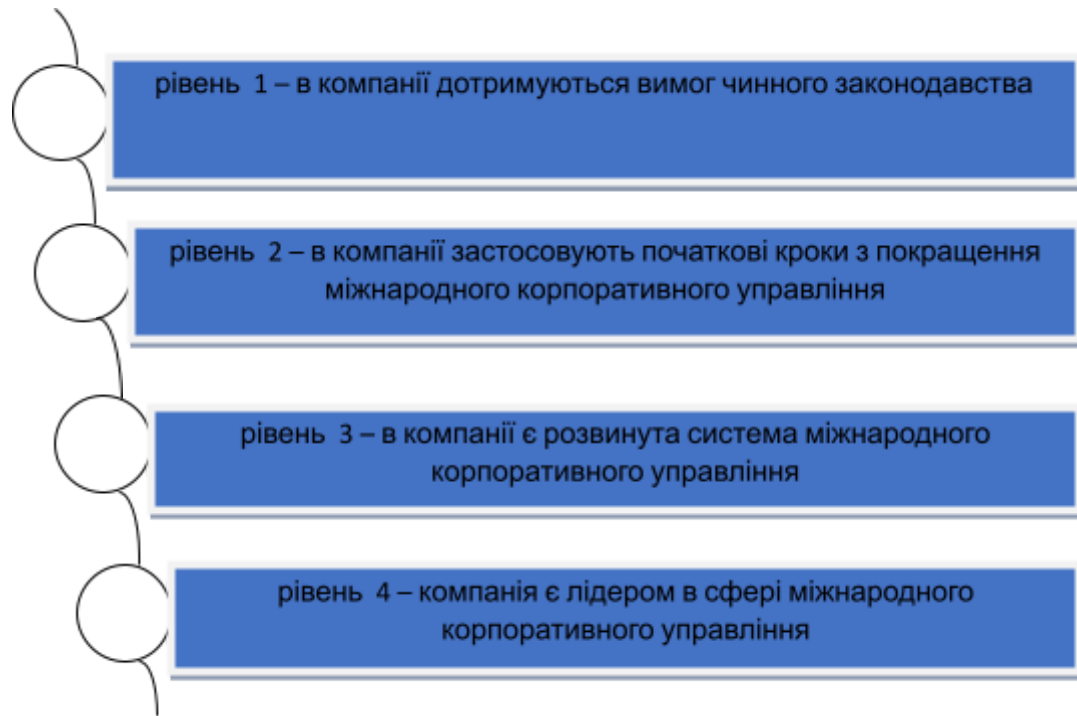 рівень 1 – в компанії дотримуються вимог чинного законодавства
рівень 2 – в компанії застосовують початкові кроки з покращення
міжнародного корпоративного управління
рівень 3 – в компанії є розвинута система міжнародного
корпоративного управління
рівень 4 – компанія є лідером в сфері міжнародного
корпоративного управління